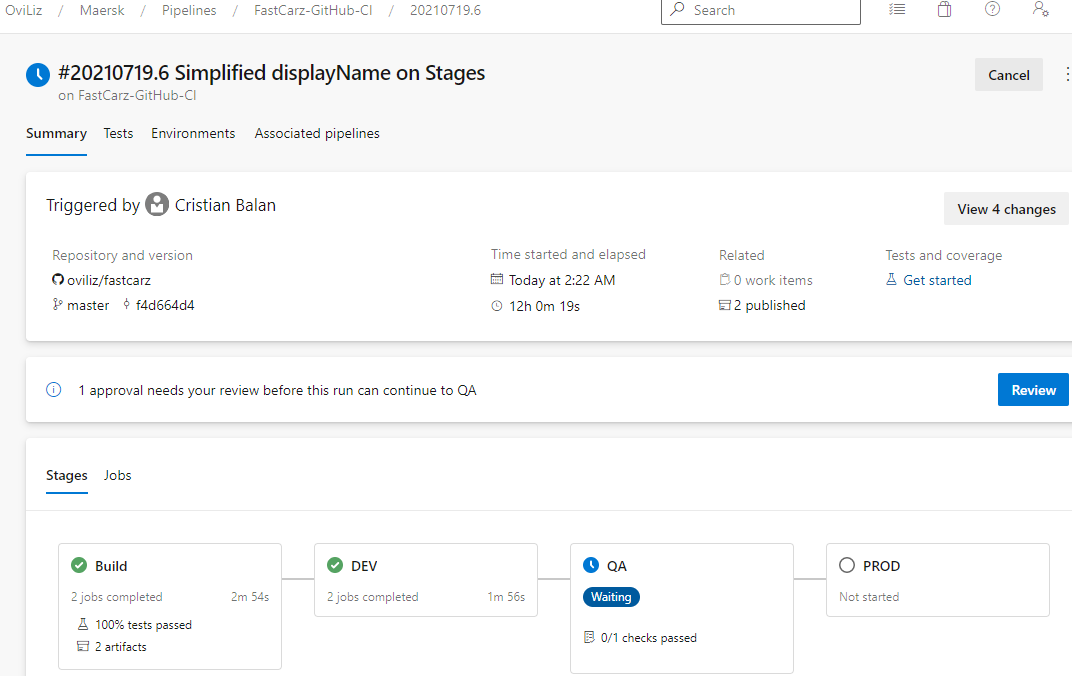 OviLiz / Maersk / Pipelines / FastCarz-GitHub-CI / 20210719.6 Search
#20210719.6 Simplified displayName on Stages
Cancel
on FastCarz-GitHub-CI
Summary Tests Environments Associated pipelines
Triggered by Cristian Balan
View 4 changes
Repository and version Time started and elapsed Related Tests and coverage
oviliz/fastcarz Today at 2:22 AM 0 work items Get started
master f4d664d4 12h 0m 19s 2 published
1 approval needs your review before this run can continue to QA Review
Stages Jobs
Build DEV QA PROD
2 jobs completed 2m 54s 2 jobs completed 1m 56s Waiting Not started
100% tests passed
0/1 checks passed
2 artifacts